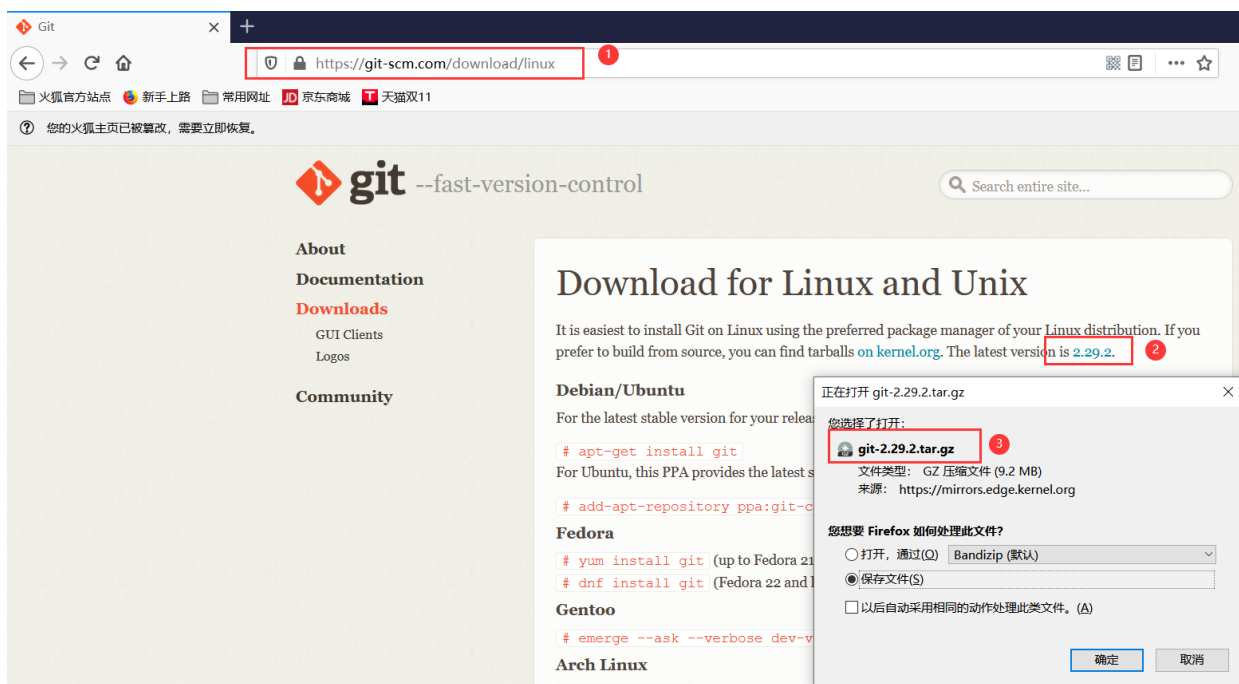 Git
https://git-scm.com/download/linux
1
火狐官方站点 新手上路 常用网址 JD 京东商城 T 天猫双11
您的火狐主页已被篡改，需要立即恢复。
git --fast-version-control
Search entire site...
About
Documentation
Downloads
GUI Clients
Logos
Community
Download for Linux and Unix
It is easiest to install Git on Linux using the preferred package manager of your Linux distribution. If you
prefer to build from source, you can find tarballs on kernel.org. The latest version is 2.29.2.
2
Debian/Ubuntu
For the latest stable version for your relea
# apt-get install git
For Ubuntu, this PPA provides the latest s
# add-apt-repository ppa:git-c
Fedora
# yum install git (up to Fedora 21
# dnf install git (Fedora 22 and l
Gentoo
# emerge --ask --verbose dev-v
Arch Linux
正在打开 git-2.29.2.tar.gz
您选择了打开:
git-2.29.2.tar.gz
3
文件类型: GZ 压缩文件 (9.2 MB)
来源: https://mirrors.edge.kernel.org
您想要 Firefox 如何处理此文件?
打开，通过(O) Bandizip (默认)
保存文件(S)
以后自动采用相同的动作处理此类文件。(A)
确定 取消